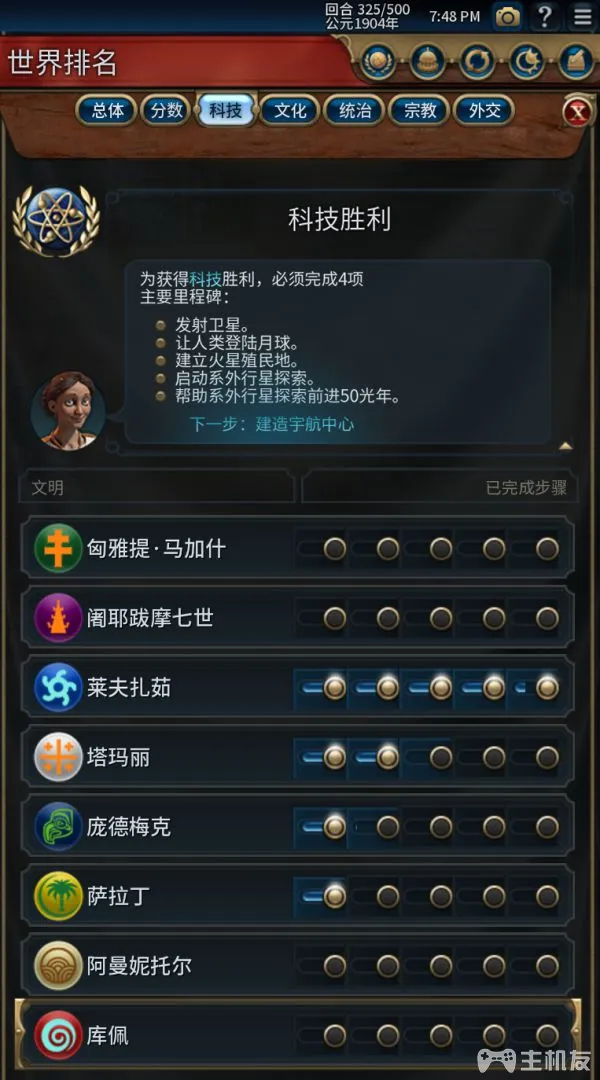 回合 325/500
公元1904年
7:48 PM
?
世界排名
总体 分数 科技 文化 统治 宗教 外交
X
科技胜利
为获得科技胜利，必须完成4项
主要里程碑：
发射卫星。
让人类登陆月球。
建立火星殖民地。
启动系外行星探索。
帮助系外行星探索前进50光年。
下一步：建造宇航中心
文明 已完成步骤
匈雅提·马加什
阇耶跋摩七世
莱夫扎茹
塔玛丽
庞德梅克
萨拉丁
阿曼妮托尔
库佩
主机友